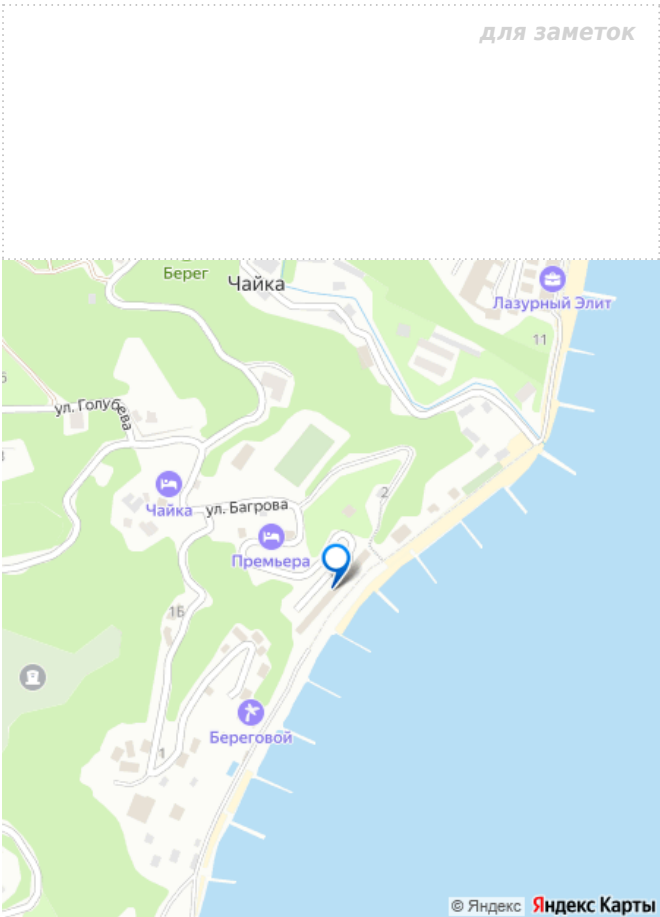 для заметок
Берег
Чайка
Лазурный Элит
11
ул. Голубева
2
Чайка
ул. Багрова
Премьера
1Б
Береговой
1
© Яндекс Яндекс Карты